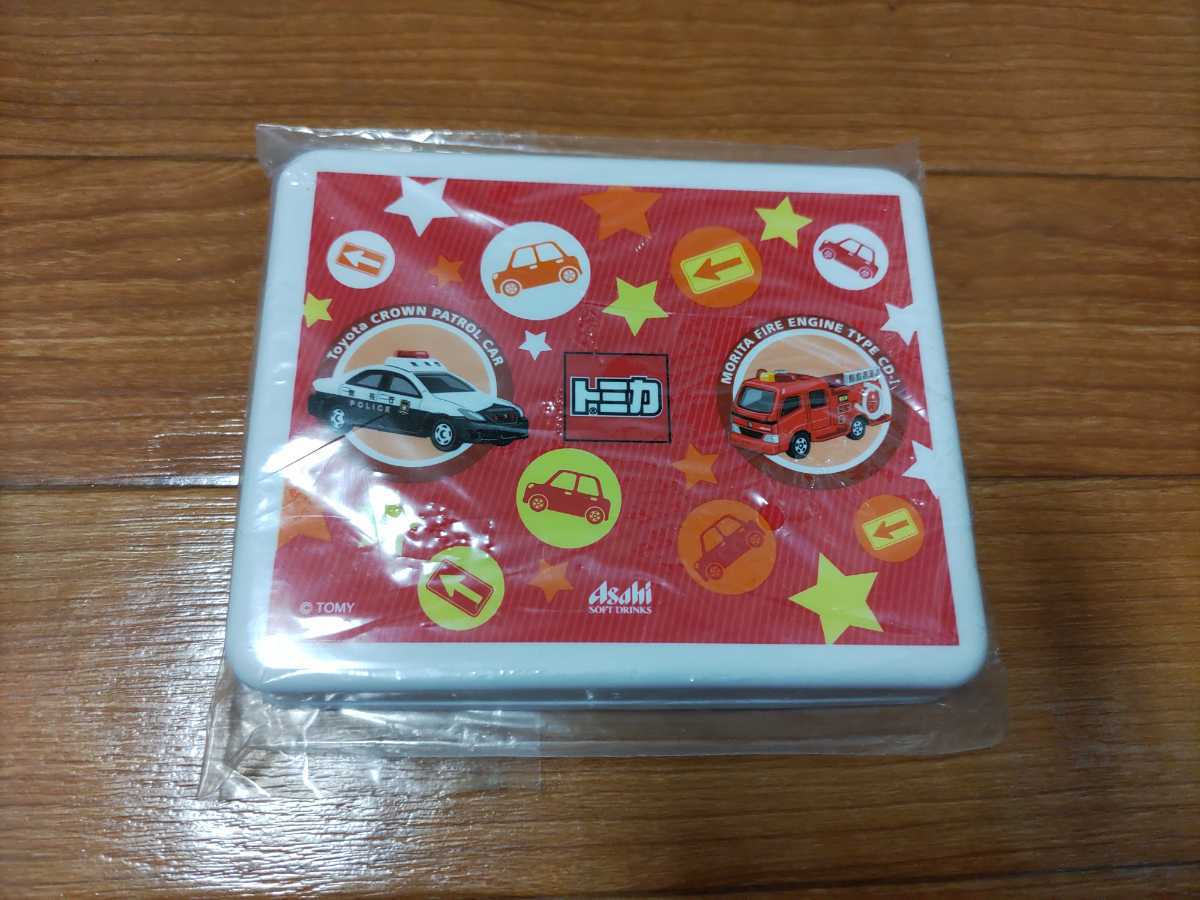 Toyota CROWN PATROL CAR
POLICE
トミカ®
MORITA FIRE ENGINE TYPE CD-I
© TOMY
Asahi
SOFT DRINKS